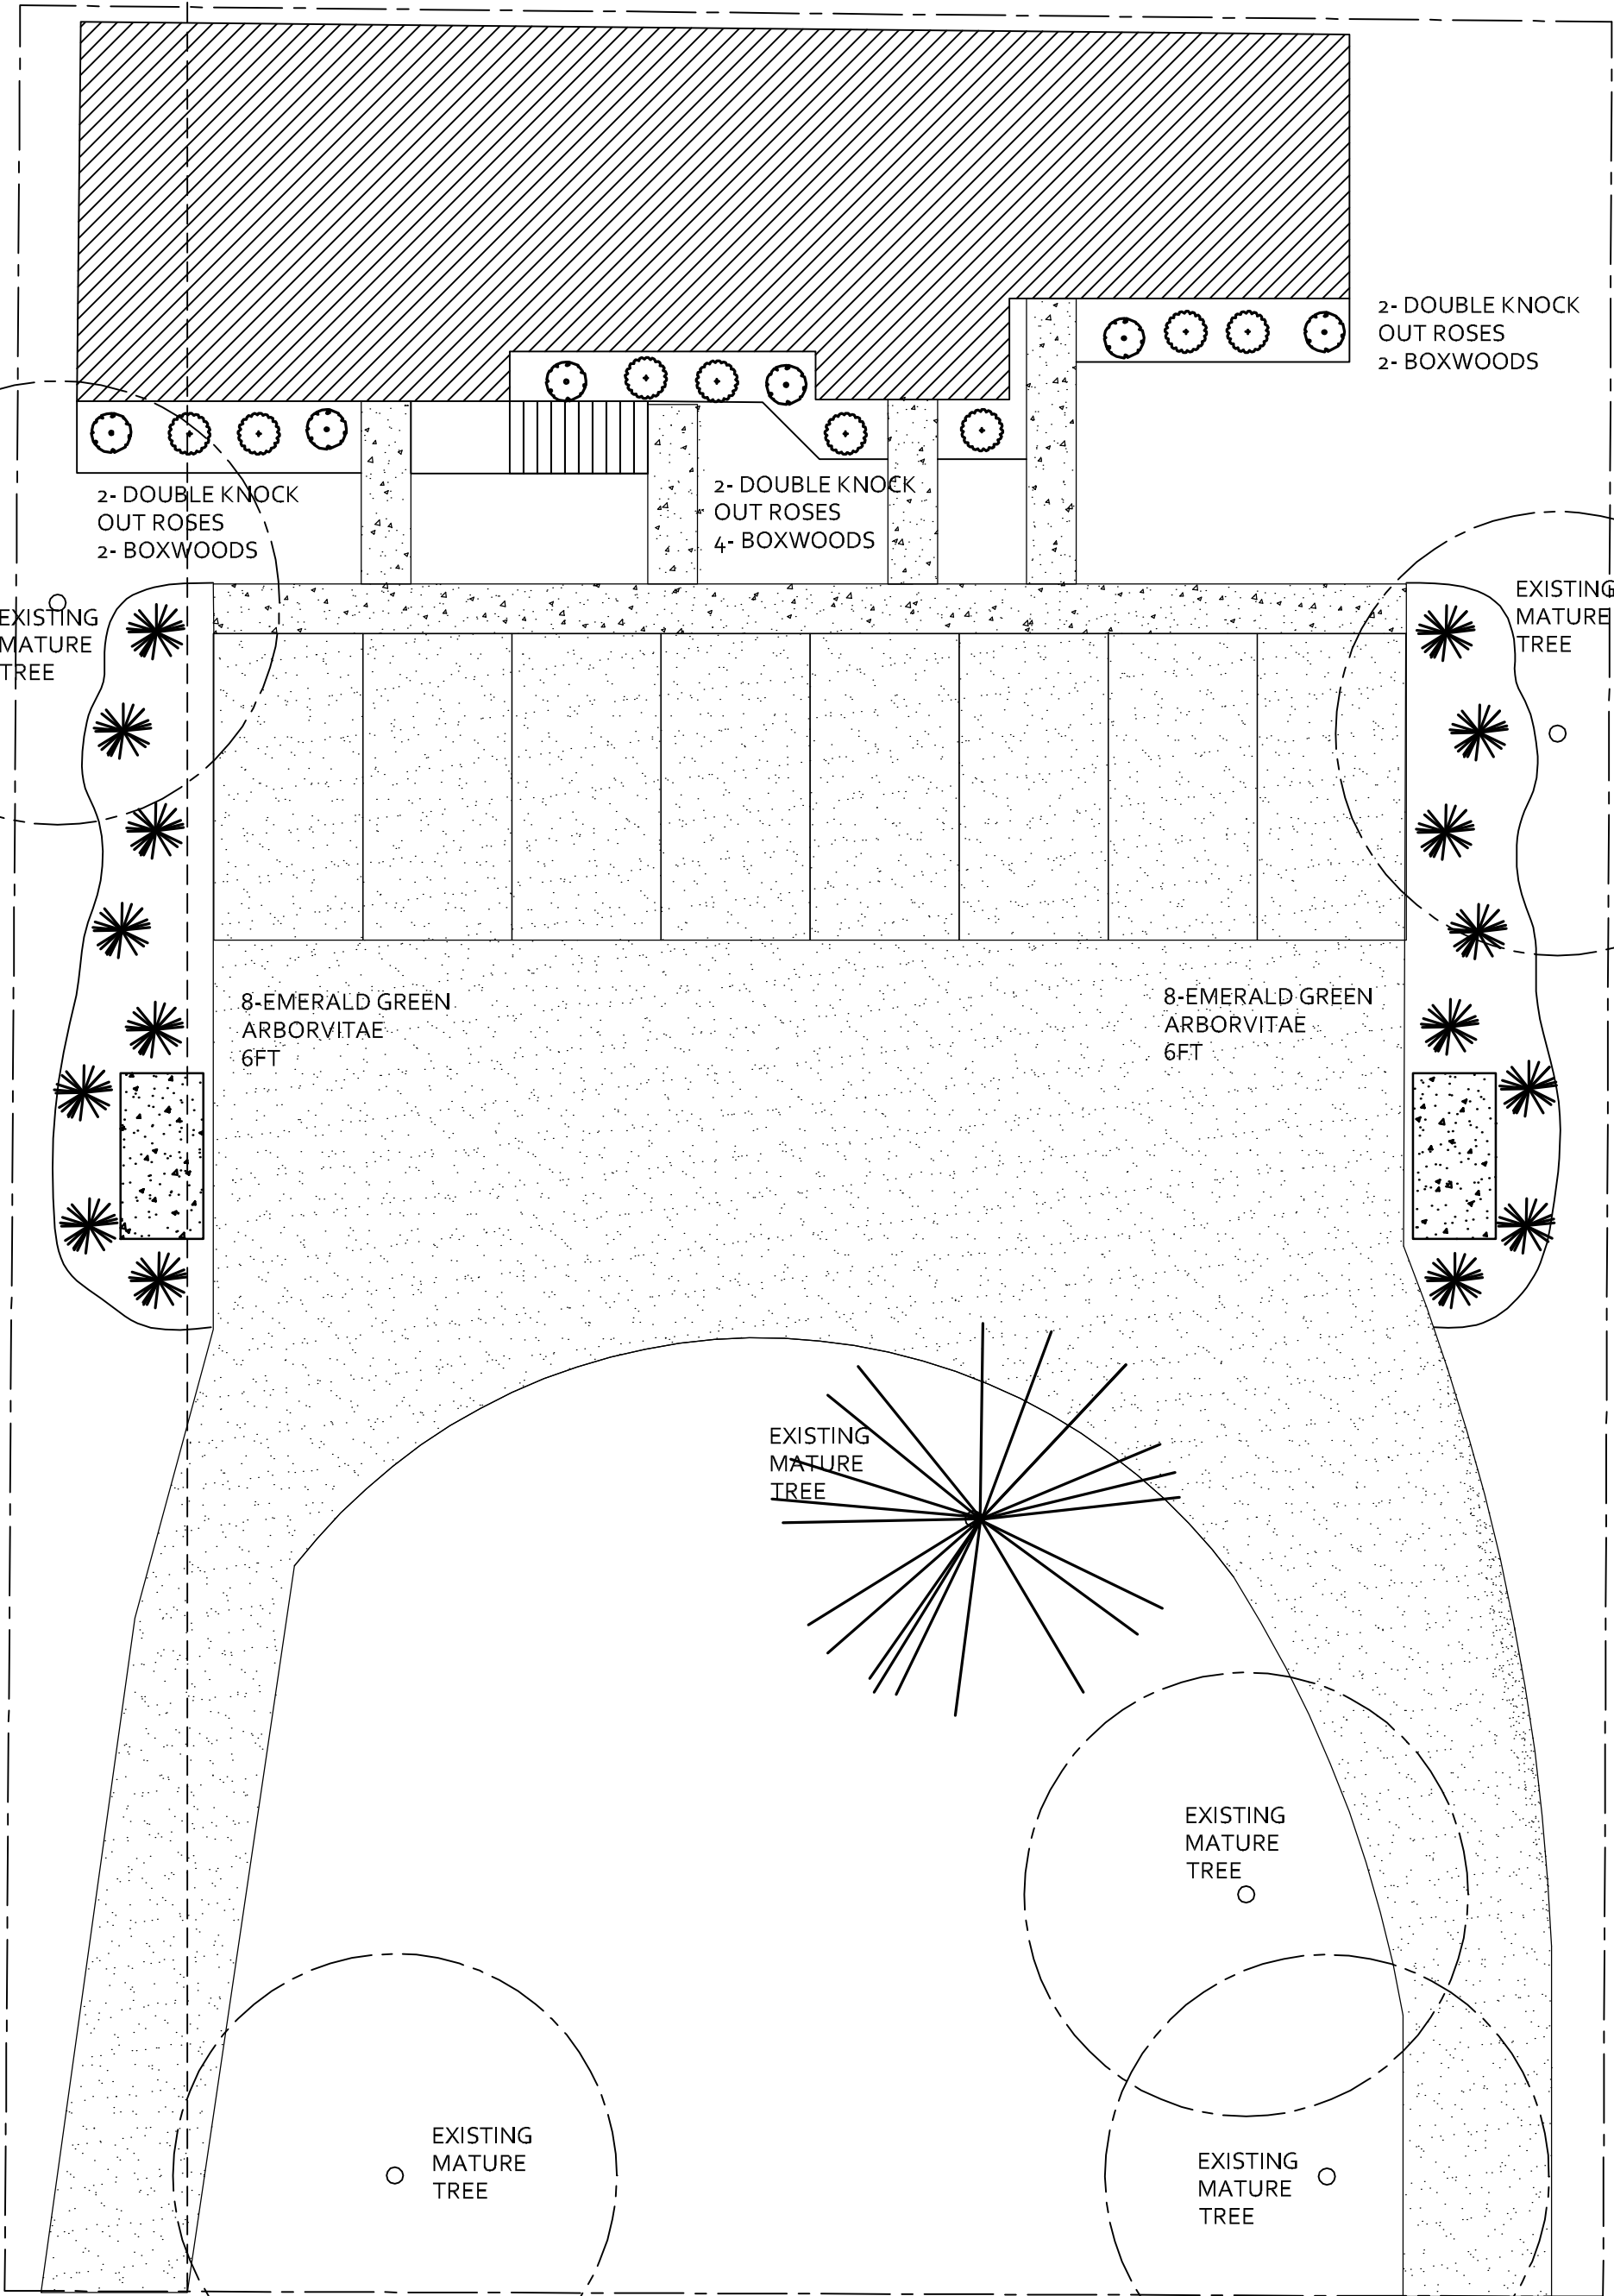 2- DOUBLE KNOCK
OUT ROSES
2- BOXWOODS
2- DOUBLE KNOCK
OUT ROSES
2- BOXWOODS
2- DOUBLE KNOCK
OUT ROSES
4- BOXWOODS
EXISTING
MATURE
TREE
EXISTING
MATURE
TREE
8-EMERALD GREEN
ARBORVITAE
6FT
8-EMERALD GREEN
ARBORVITAE
6FT
EXISTING
MATURE
TREE
EXISTING
MATURE
TREE
EXISTING
MATURE
TREE
EXISTING
MATURE
TREE